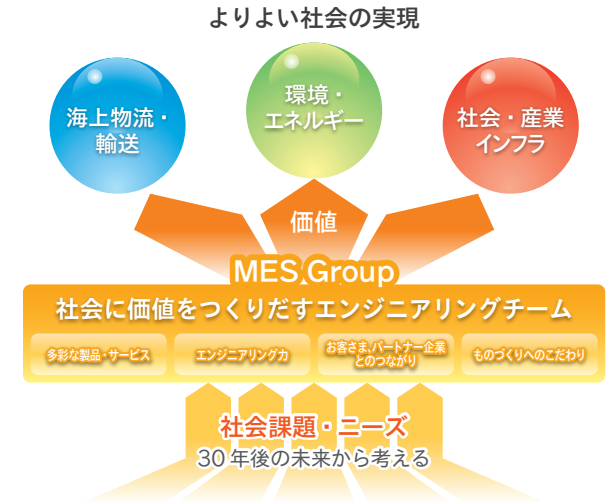 よりよい社会の実現
海上物流・
輸送
環境・
エネルギー
社会・産業
インフラ
価値
MES Group
社会に価値をつくりだすエンジニアリングチーム
多彩な製品・サービス
エンジニアリング力
お客さま、パートナー企業
とのつながり
ものづくりへのこだわり
社会課題・ニーズ
30年後の未来から考える